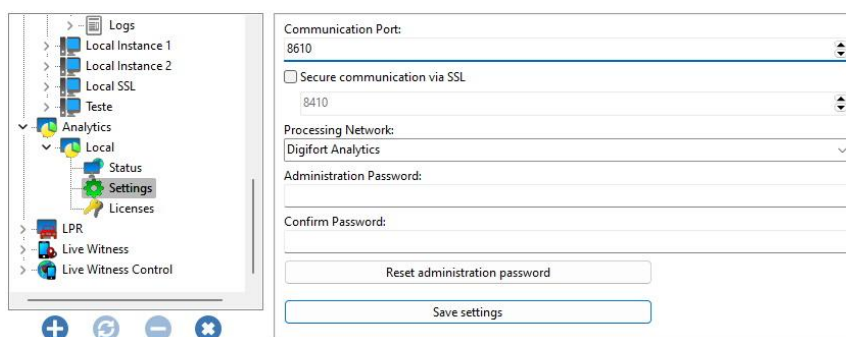 Logs
Local Instance 1
Local Instance 2
Local SSL
Teste
Analytics
Local
Status
Settings
Licenses
LPR
Live Witness
Live Witness Control
Communication Port:
8610
Secure communication via SSL
8410
Processing Network:
Digifort Analytics
Administration Password:
Confirm Password:
Reset administration password
Save settings